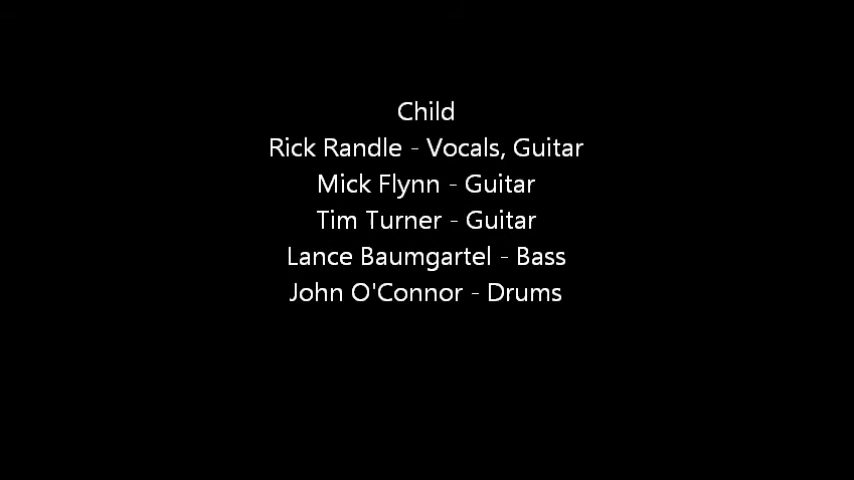 Child
Rick Randle - Vocals, Guitar
Mick Flynn - Guitar
Tim Turner - Guitar
Lance Baumgartel - Bass
John O'Connor - Drums